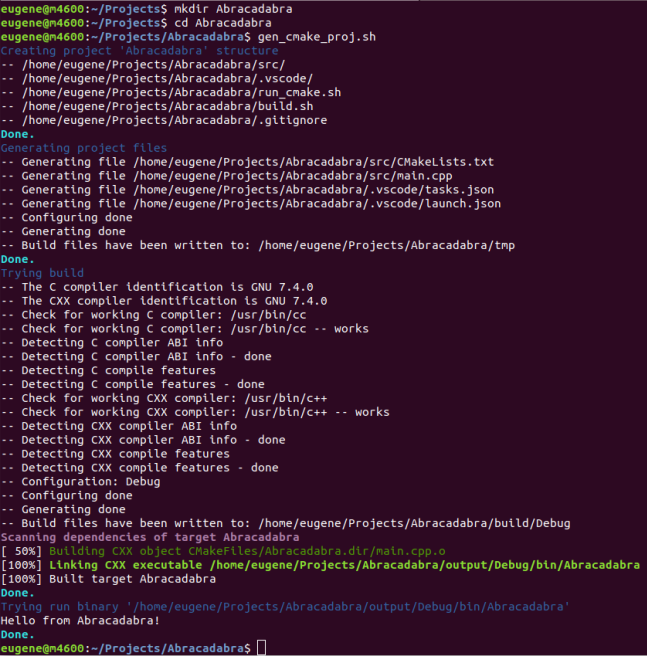 eugene@m4600:~/Projects$ mkdir Abracadabra
eugene@m4600:~/Projects$ cd Abracadabra
eugene@m4600:~/Projects/Abracadabra$ gen_cmake_proj.sh
Creating project 'Abracadabra' structure
-- /home/eugene/Projects/Abracadabra/src/
-- /home/eugene/Projects/Abracadabra/.vscode/
-- /home/eugene/Projects/Abracadabra/run_cmake.sh
-- /home/eugene/Projects/Abracadabra/build.sh
-- /home/eugene/Projects/Abracadabra/.gitignore
Done.
Generating project files
-- Generating file /home/eugene/Projects/Abracadabra/src/CMakeLists.txt
-- Generating file /home/eugene/Projects/Abracadabra/src/main.cpp
-- Generating file /home/eugene/Projects/Abracadabra/.vscode/tasks.json
-- Generating file /home/eugene/Projects/Abracadabra/.vscode/launch.json
-- Configuring done
-- Generating done
-- Build files have been written to: /home/eugene/Projects/Abracadabra/tmp
Done.
Trying build
-- The C compiler identification is GNU 7.4.0
-- The CXX compiler identification is GNU 7.4.0
-- Check for working C compiler: /usr/bin/cc
-- Check for working C compiler: /usr/bin/cc -- works
-- Detecting C compiler ABI info
-- Detecting C compiler ABI info - done
-- Detecting C compile features
-- Detecting C compile features - done
-- Check for working CXX compiler: /usr/bin/c++
-- Check for working CXX compiler: /usr/bin/c++ -- works
-- Detecting CXX compiler ABI info
-- Detecting CXX compiler ABI info - done
-- Detecting CXX compile features
-- Detecting CXX compile features - done
-- Configuration: Debug
-- Configuring done
-- Generating done
-- Build files have been written to: /home/eugene/Projects/Abracadabra/build/Debug
Scanning dependencies of target Abracadabra
[ 50%] Building CXX object CMakeFiles/Abracadabra.dir/main.cpp.o
[100%] Linking CXX executable /home/eugene/Projects/Abracadabra/output/Debug/bin/Abracadabra
[100%] Built target Abracadabra
Done.
Trying run binary '/home/eugene/Projects/Abracadabra/output/Debug/bin/Abracadabra'
Hello from Abracadabra!
Done.
eugene@m4600:~/Projects/Abracadabra$